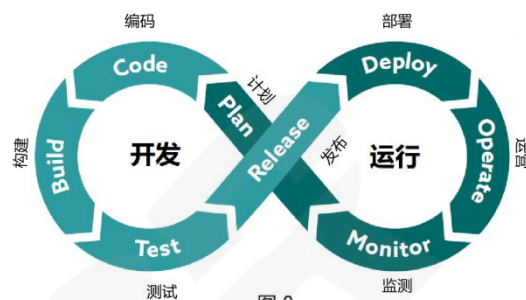 编码
部署
Code
计划
Deploy
Plan
构建
Build
开发
Release
发布
运行
Operate
运营
Test
Monitor
测试
监测